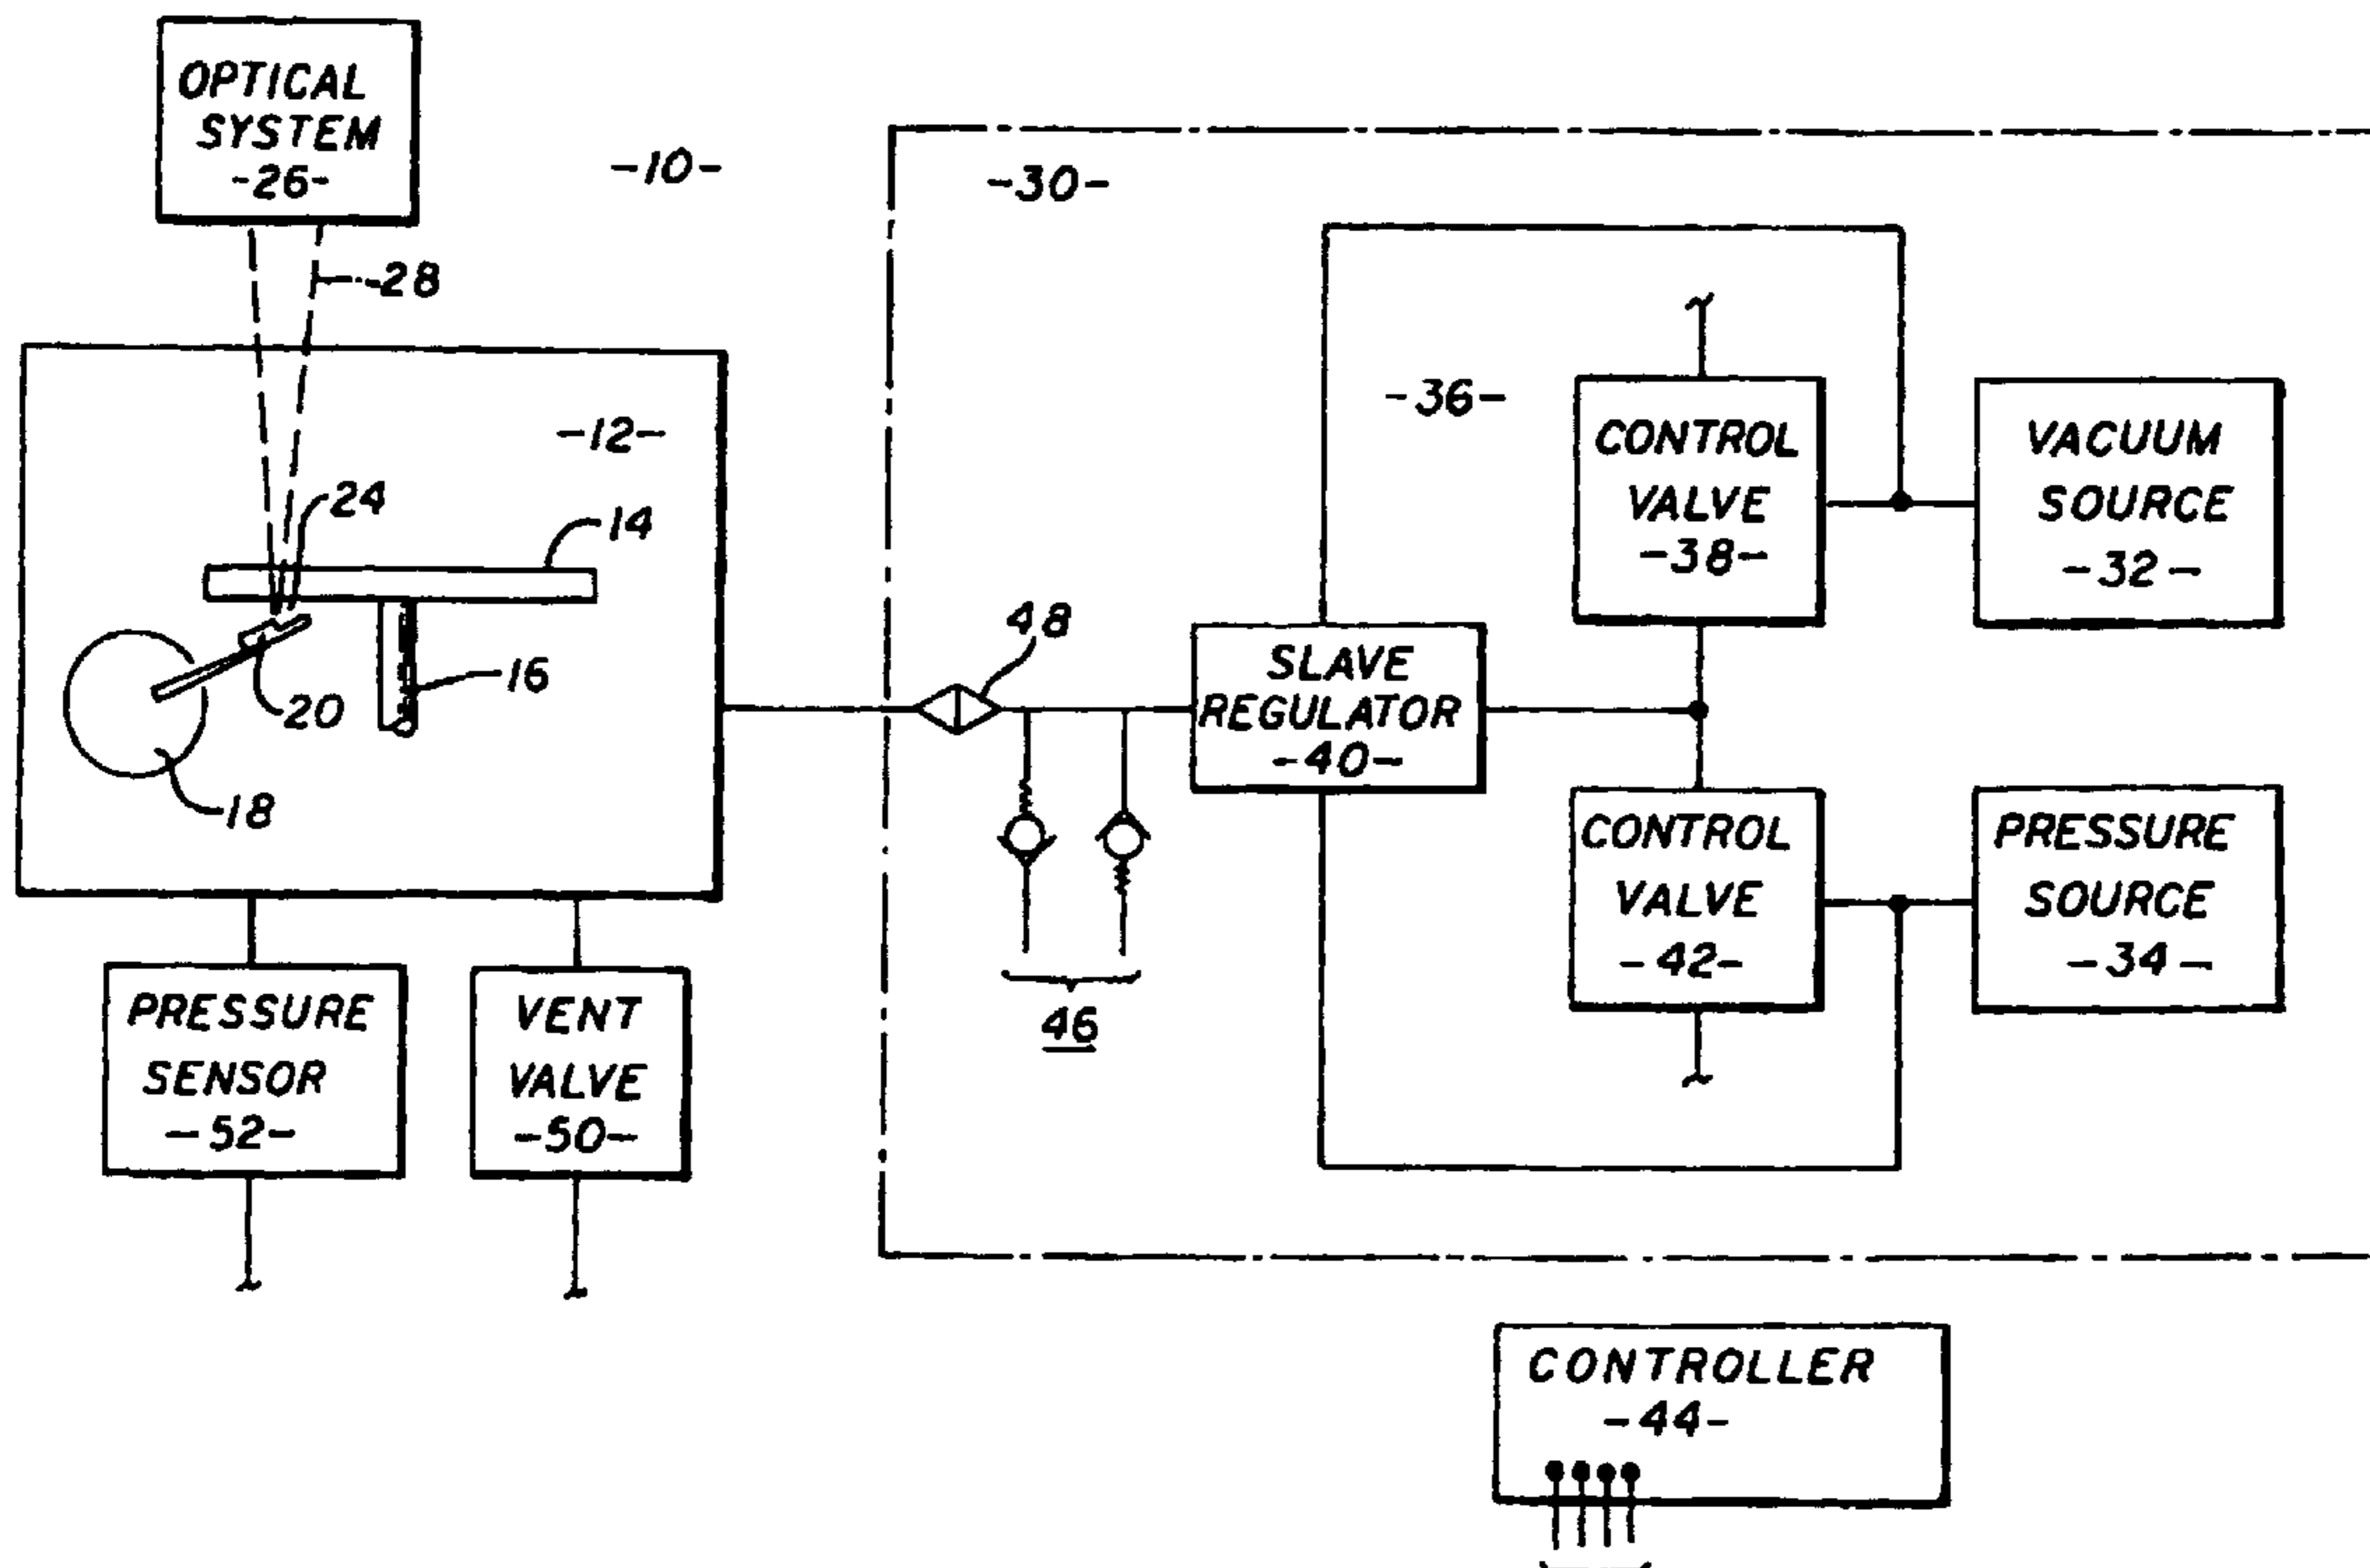 OPTICAL
SYSTEM
-26-
-10-
-30-
28
-12-
24
14
16
20
18
-36-
CONTROL
VALVE
-38-
VACUUM
SOURCE
-32-
48
SLAVE
REGULATOR
-40-
46
CONTROL
VALVE
-42-
PRESSURE
SOURCE
-34-
PRESSURE
SENSOR
-52-
VENT
VALVE
-50-
CONTROLLER
-44-